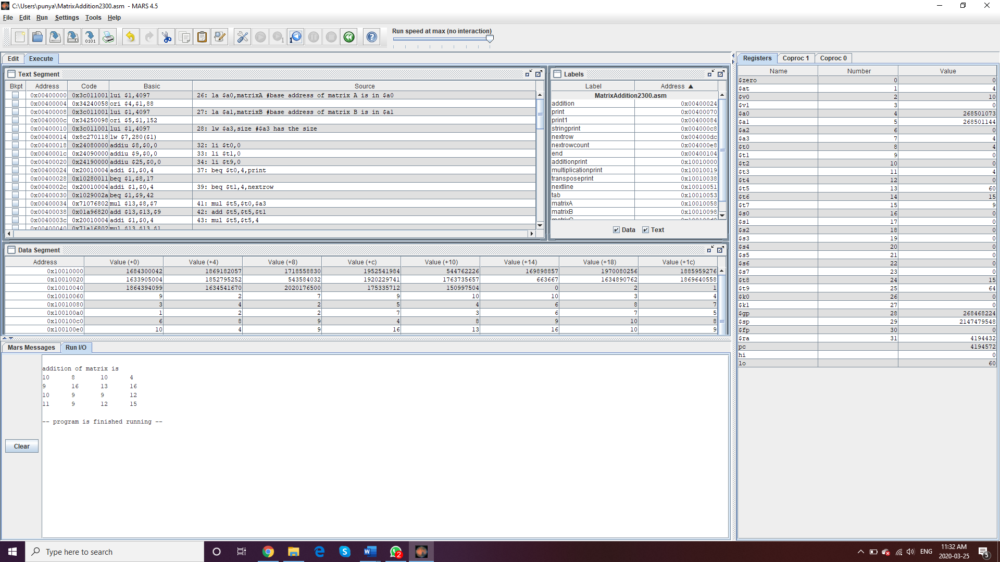 C:\Users\punya\MatrixAddition2300.asm - MARS 4.5
File Edit Run Settings Tools Help
Run speed at max (no interaction)
Edit Execute
Text Segment
Bkpt Address Code Basic Source
0x00400000 0x3c011001 lui $1,4097 26: la $a0,matrixA #base address of matrix A is in $a0
0x00400004 0x34240058 ori $4,$1,88
0x00400008 0x3c011001 lui $1,4097 27: la $a1,matrixB #base address of matrix B is in $a1
0x0040000c 0x34250098 ori $5,$1,152
0x00400010 0x3c011001 lui $1,4097 28: lw $a3,size #$a3 has the size
0x00400014 0x8c270118 lw $7,280($1)
0x00400018 0x24080000 addiu $8,$0,0 32: li $t0,0
0x0040001c 0x24090000 addiu $9,$0,0 33: li $t1,0
0x00400020 0x24190000 addiu $25,$0,0 34: li $t9,0
0x00400024 0x20010004 addi $1,$0,4 37: beq $t0,4,print
0x00400028 0x10280011 beq $1,$8,17
0x0040002c 0x20010004 addi $1,$0,4 39: beq $t1,4,nextrow
0x00400030 0x1029002a beq $1,$9,42
0x00400034 0x71076802 mul $13,$8,$7 41: mul $t5,$t0,$a3
0x00400038 0x01a96820 add $13,$13,$9 42: add $t5,$t5,$t1
0x0040003c 0x20010004 addi $1,$0,4 43: mul $t5,$t5,4
0x00400040 0x71a16802 mul $13,$13,$1
Labels
Label Address ▲
MatrixAddition2300.asm
addition 0x00400024
print 0x00400070
print1 0x00400084
stringprint 0x004000c8
nextrow 0x004000dc
nextrowcount 0x004000e8
end 0x00400104
additionprint 0x10010000
multiplicationprint 0x10010019
transposeprint 0x10010038
nextline 0x10010051
tab 0x10010053
matrixA 0x10010058
matrixB 0x10010098
matrixC 0x100100d8
Data Text
Data Segment
Address Value (+0) Value (+4) Value (+8) Value (+c) Value (+10) Value (+14) Value (+18) Value (+1c)
0x10010000 1684300042 1869182057 1718558830 1952541984 544762226 169898857 1970080256 1885959276
0x10010020 1633905004 1852795252 543584032 1920229741 1763735657 663667 1634890762 1869640558
0x10010040 1864394099 1634541670 2020176500 175335712 150997504 0 2 1
0x10010060 9 2 7 9 10 10 3 4
0x10010080 3 4 2 5 4 6 8 7
0x100100a0 1 2 2 7 3 6 7 5
0x100100c0 6 8 9 4 8 9 10 8
0x100100e0 10 4 9 16 13 16 10 9
Mars Messages Run I/O
addition of matrix is
10 8 10 4
9 16 13 16
10 9 9 12
11 9 12 15
-- program is finished running --
Clear
Registers Coproc 1 Coproc 0
Name Number Value
$zero 0 0
$at 1 4
$v0 2 10
$v1 3 0
$a0 4 268501073
$a1 5 268501144
$a2 6 0
$a3 7 4
$t0 8 4
$t1 9 0
$t2 10 0
$t3 11 4
$t4 12 0
$t5 13 60
$t6 14 15
$t7 15 9
$s0 16 0
$s1 17 0
$s2 18 0
$s3 19 0
$s4 20 0
$s5 21 0
$s6 22 0
$s7 23 0
$t8 24 15
$t9 25 64
$k0 26 0
$k1 27 0
$gp 28 268468224
$sp 29 2147479548
$fp 30 0
$ra 31 4194432
pc 4194572
hi 0
lo 60
Type here to search
2
ENG
11:32 AM
2020-03-25
5